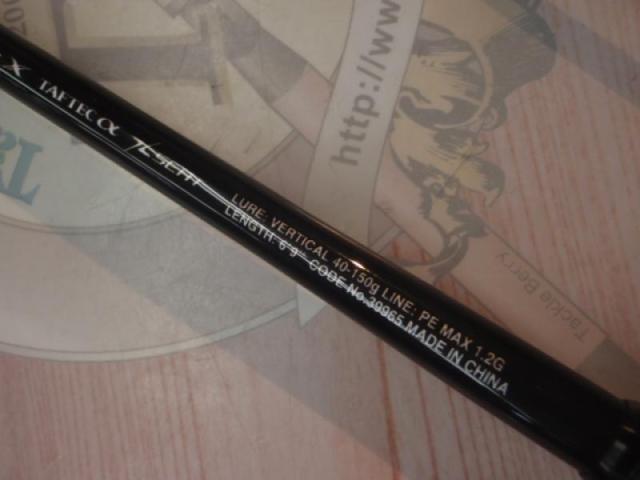 X TAFTEC α
LURE: VERTICAL 40-150g LINE: PE MAX 1.2G
LENGTH: 6'9" CODE No.39965 MADE IN CHINA
http://ww
Tackle Berry